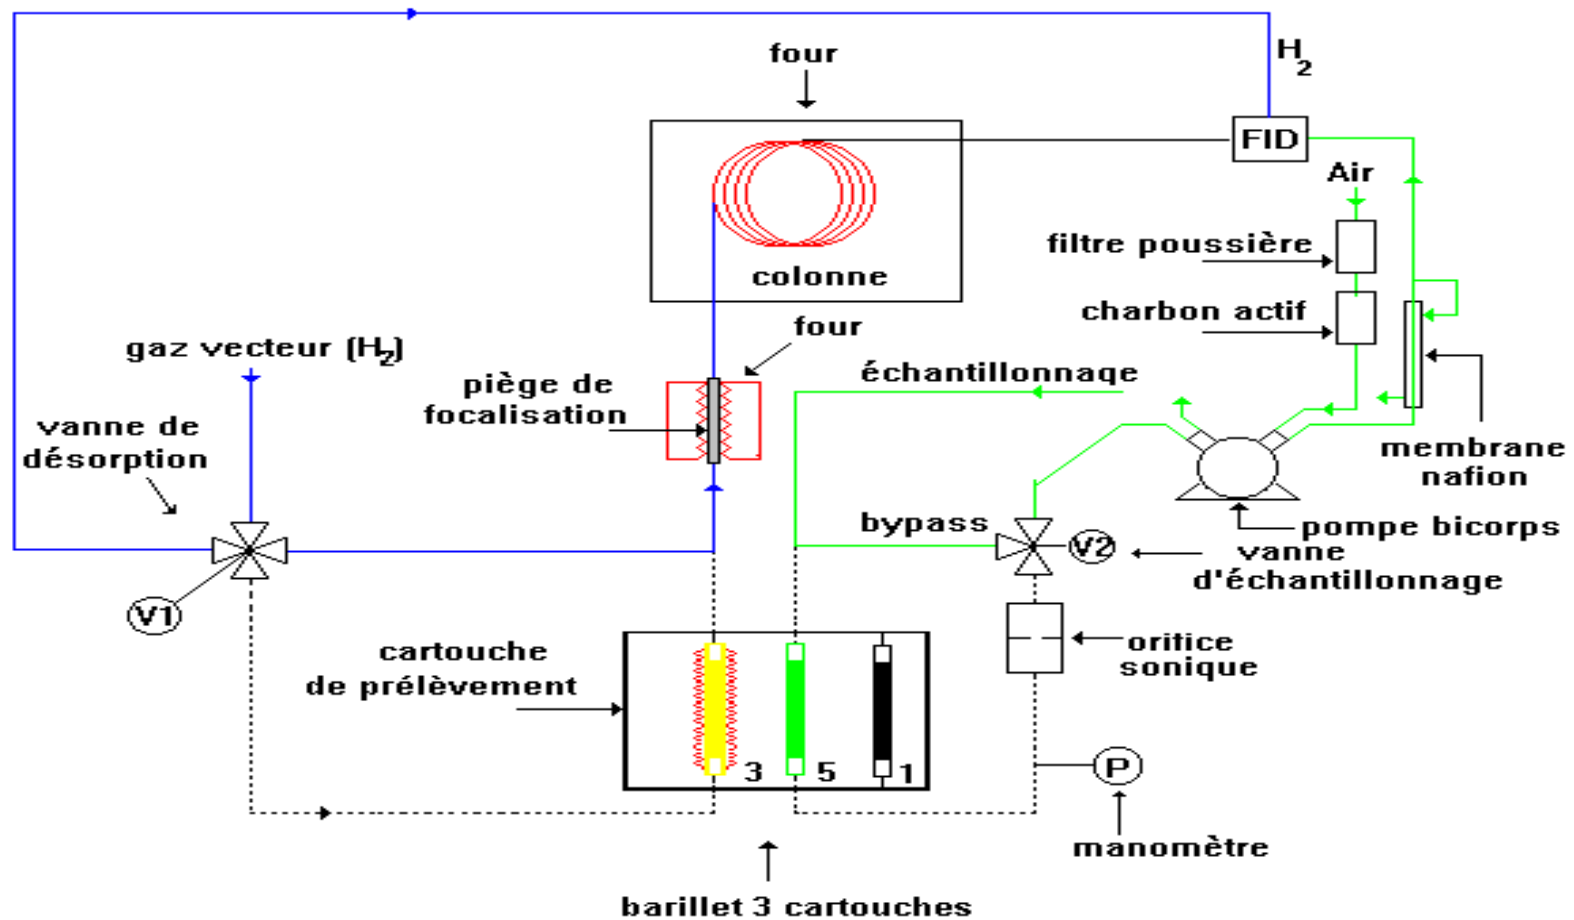 four
H2
FID
Air
filtre poussière
colonne
charbon actif
four
gaz vecteur (H2)
échantillonnaqe
piège de
focalisation
vanne de
désorption
membrane
nafion
bypass
pompe bicorps
V2
vanne
d'échantillonnage
V1
orifice
sonique
cartouche
de prélèvement
3
5
1
P
manomètre
barillet 3 cartouches